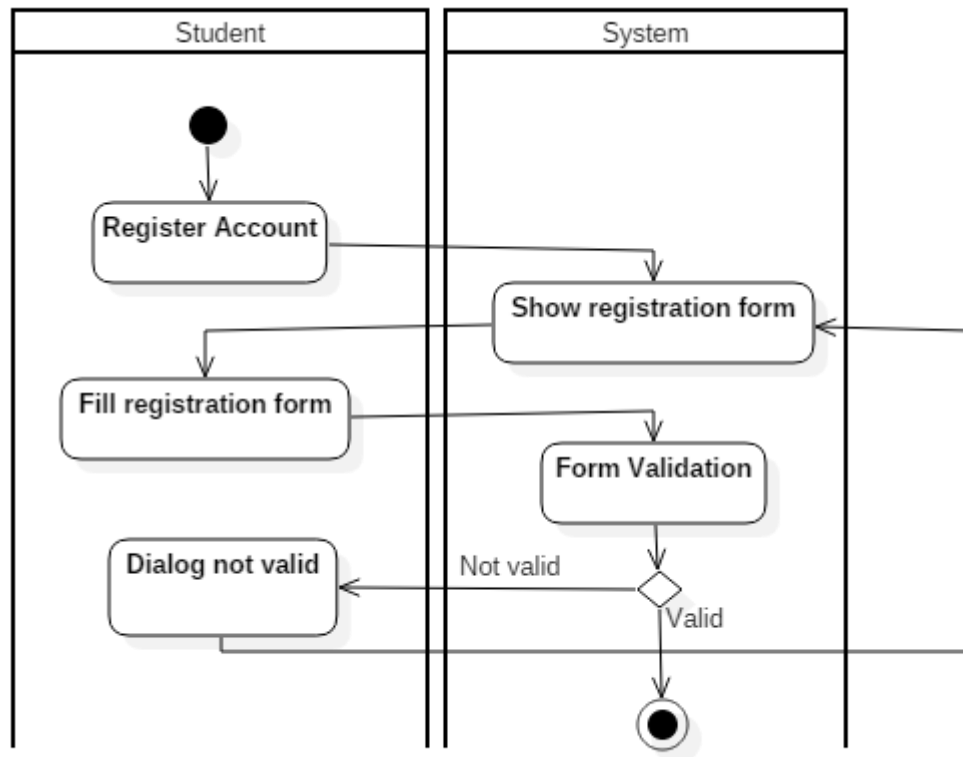 Student
System
Register Account
Show registration form
Fill registration form
Form Validation
Dialog not valid
Not valid
Valid